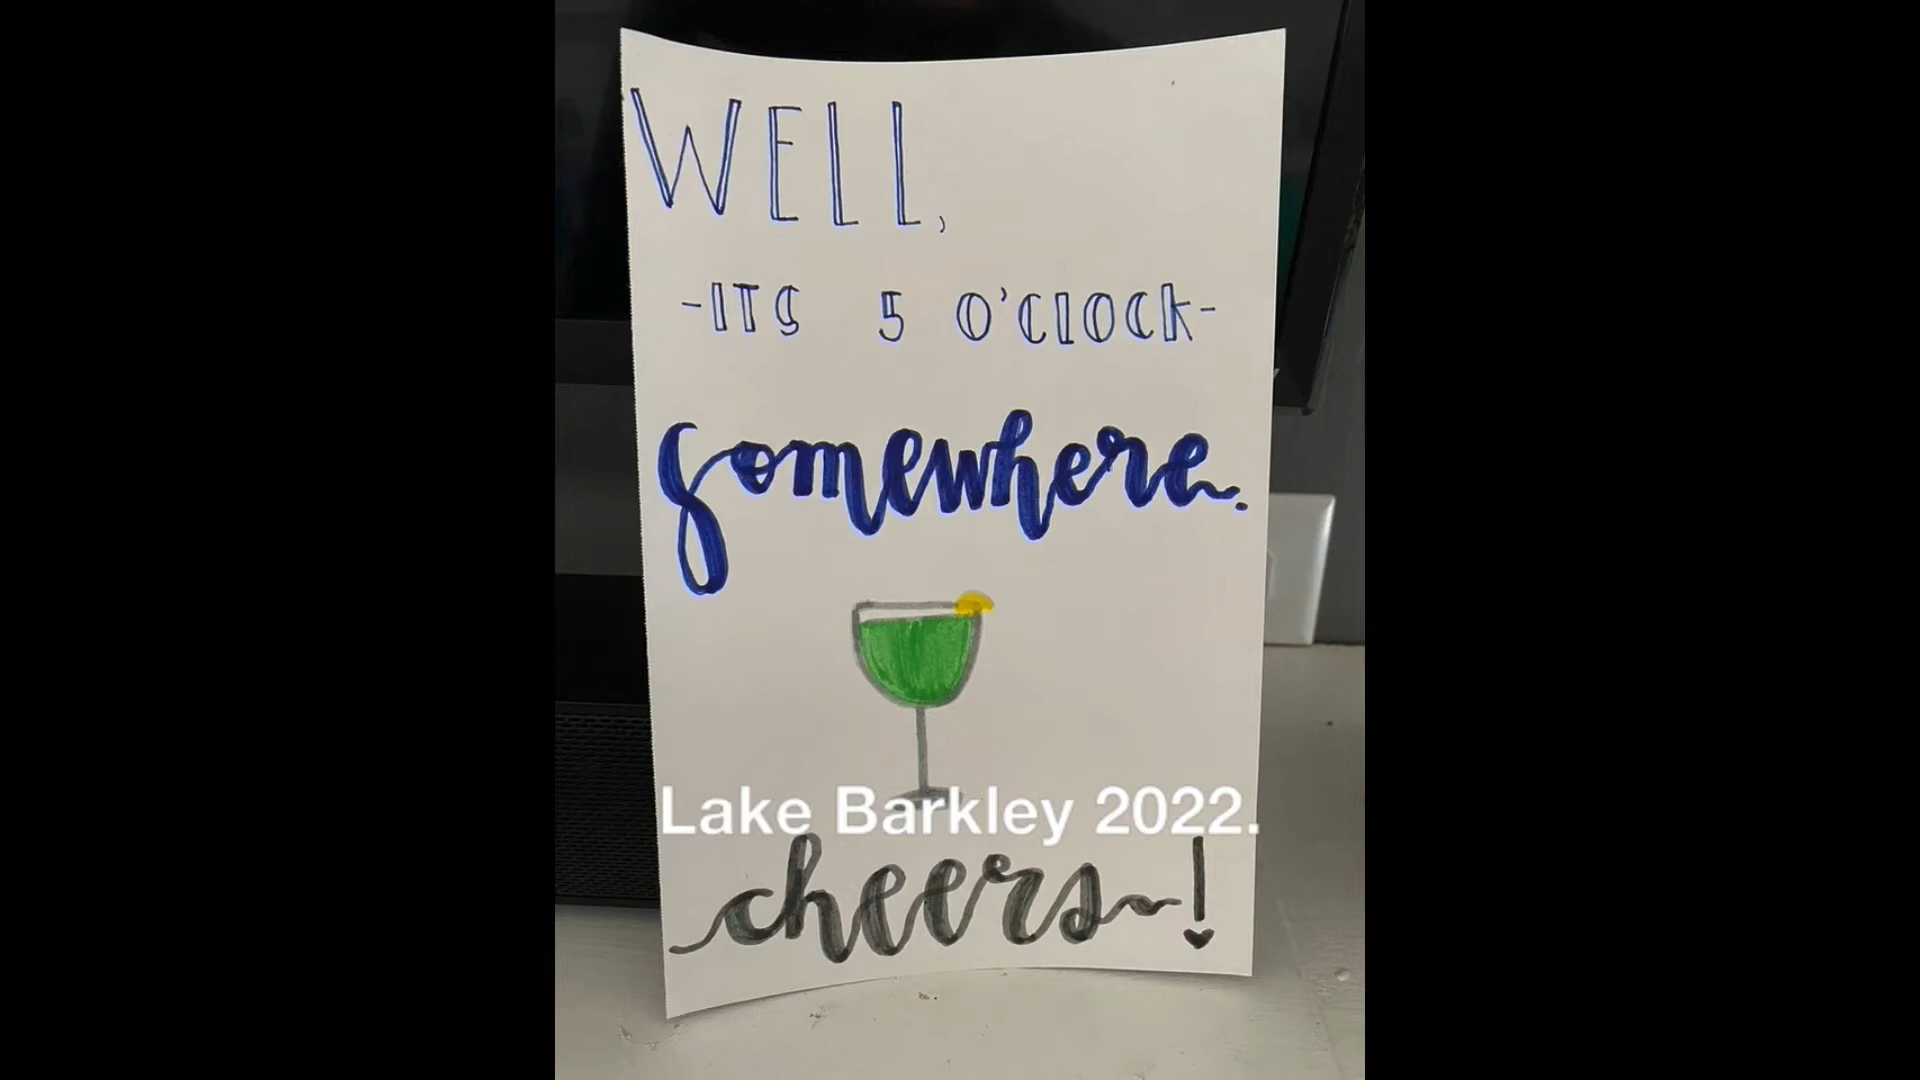 WELL,
-ITS 5 O'CLOCK-
somewhere.
Lake Barkley 2022.
cheers!